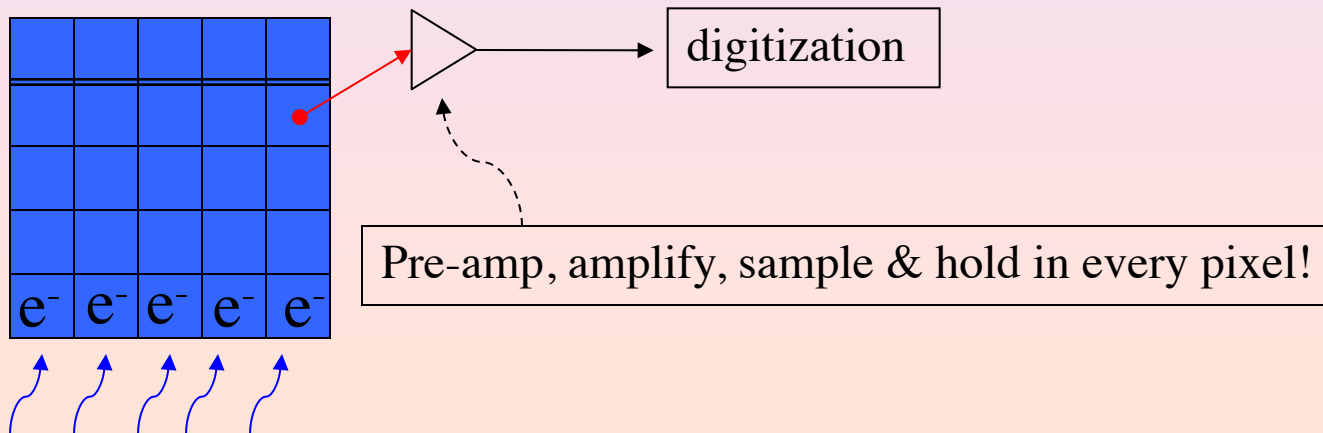 digitization
Pre-amp, amplify, sample & hold in every pixel!
e⁻ e⁻ e⁻ e⁻ e⁻